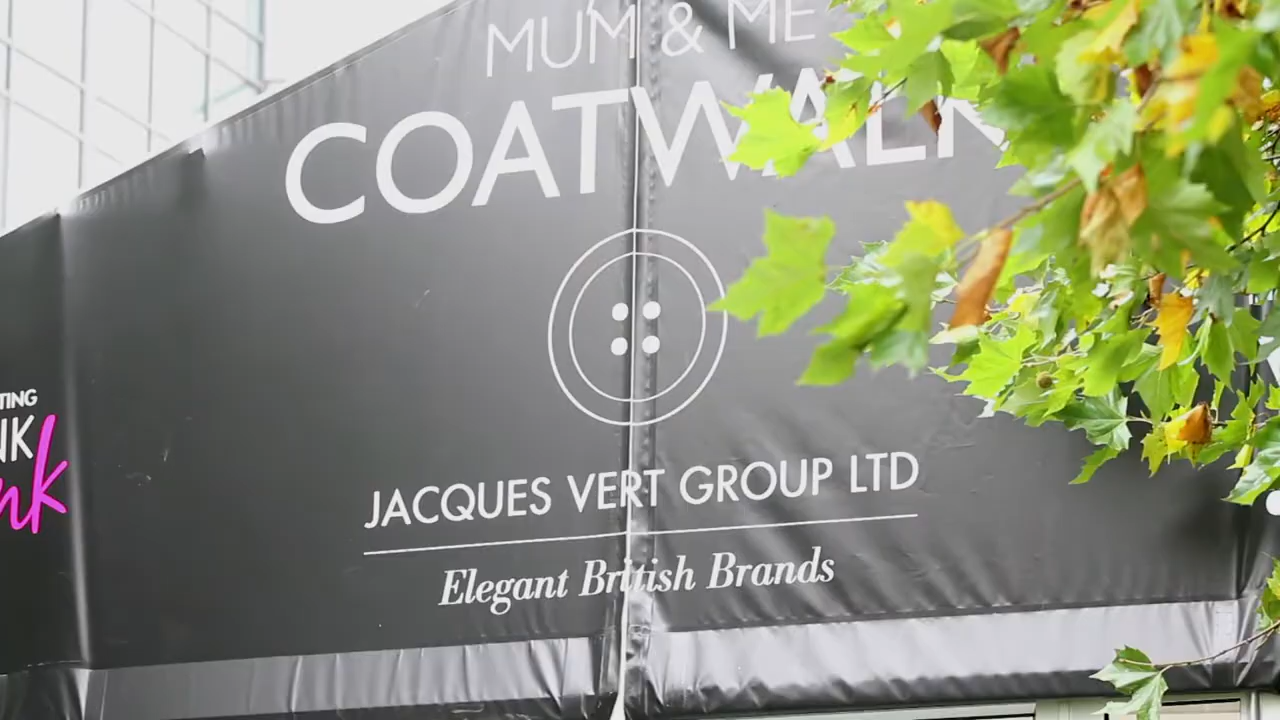 MUM & ME
COATWALK
JACQUES VERT GROUP LTD
Elegant British Brands